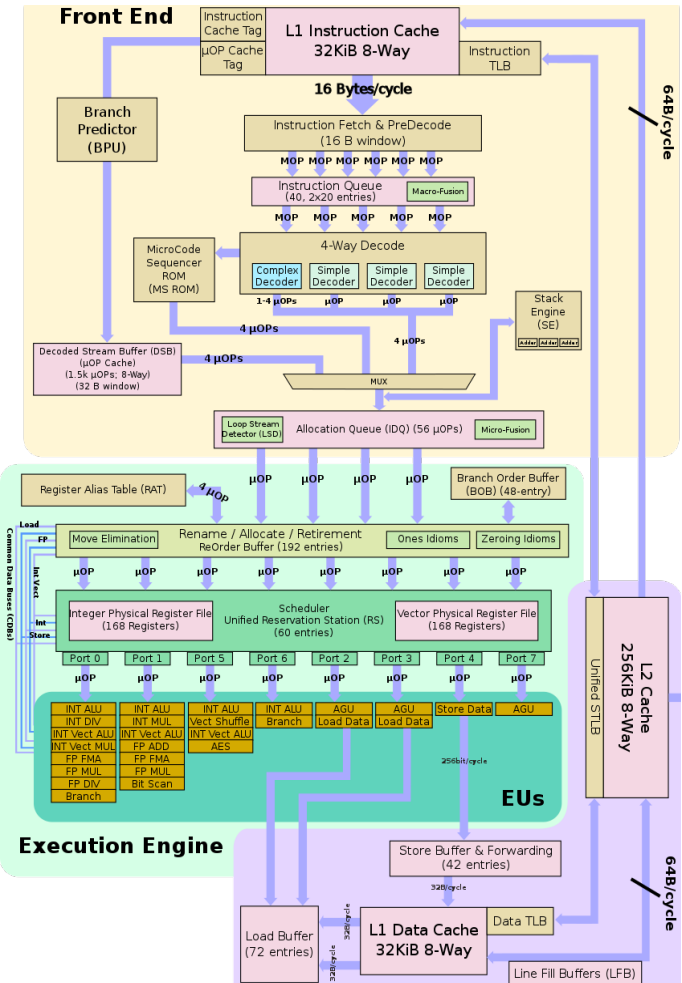 Front End
Instruction
Cache Tag
µOP Cache
Tag
L1 Instruction Cache
32KiB 8-Way
Instruction
TLB
16 Bytes/cycle
64B/cycle
Branch
Predictor
(BPU)
Instruction Fetch & PreDecode
(16 B window)
MOP MOP MOP MOP MOP MOP
Instruction Queue
(40, 2x20 entries)
Macro-Fusion
MOP MOP MOP MOP MOP
4-Way Decode
MicroCode
Sequencer
ROM
(MS ROM)
Complex
Decoder
Simple
Decoder
Simple
Decoder
Simple
Decoder
1-4 µOPs
µOP
µOP
µOP
Stack
Engine
(SE)
Adder Adder Adder
4 µOPs
4 µOPs
Decoded Stream Buffer (DSB)
(µOP Cache)
(1.5k µOPs; 8-Way)
(32 B window)
4 µOPs
MUX
Loop Stream
Detector (LSD)
Allocation Queue (IDQ) (56 µOPs)
Micro-Fusion
µOP µOP µOP µOP
Register Alias Table (RAT)
4 µOP
Branch Order Buffer
(BOB) (48-entry)
Load
FP
Common Data Buses (CDBs)
Int Vect
Int
Store
Move Elimination
Rename / Allocate / Retirement
ReOrder Buffer (192 entries)
Ones Idioms
Zeroing Idioms
µOP µOP µOP µOP µOP µOP µOP µOP
Integer Physical Register File
(168 Registers)
Scheduler
Unified Reservation Station (RS)
(60 entries)
Vector Physical Register File
(168 Registers)
Port 0 Port 1 Port 5 Port 6 Port 2 Port 3 Port 4 Port 7
µOP µOP µOP µOP µOP µOP µOP µOP
INT ALU
INT DIV
INT Vect ALU
INT Vect MUL
FP FMA
FP MUL
FP DIV
Branch
INT ALU
INT MUL
INT Vect ALU
FP ADD
FP FMA
FP MUL
Bit Scan
INT ALU
Vect Shuffle
INT Vect ALU
AES
INT ALU
Branch
AGU
Load Data
AGU
Load Data
Store Data
AGU
256bit/cycle
EUs
Execution Engine
Unified STLB
L2 Cache
256KiB 8-Way
Store Buffer & Forwarding
(42 entries)
32B/cycle
64B/cycle
Load Buffer
(72 entries)
32B/cycle
32B/cycle
L1 Data Cache
32KiB 8-Way
Data TLB
Line Fill Buffers (LFB)